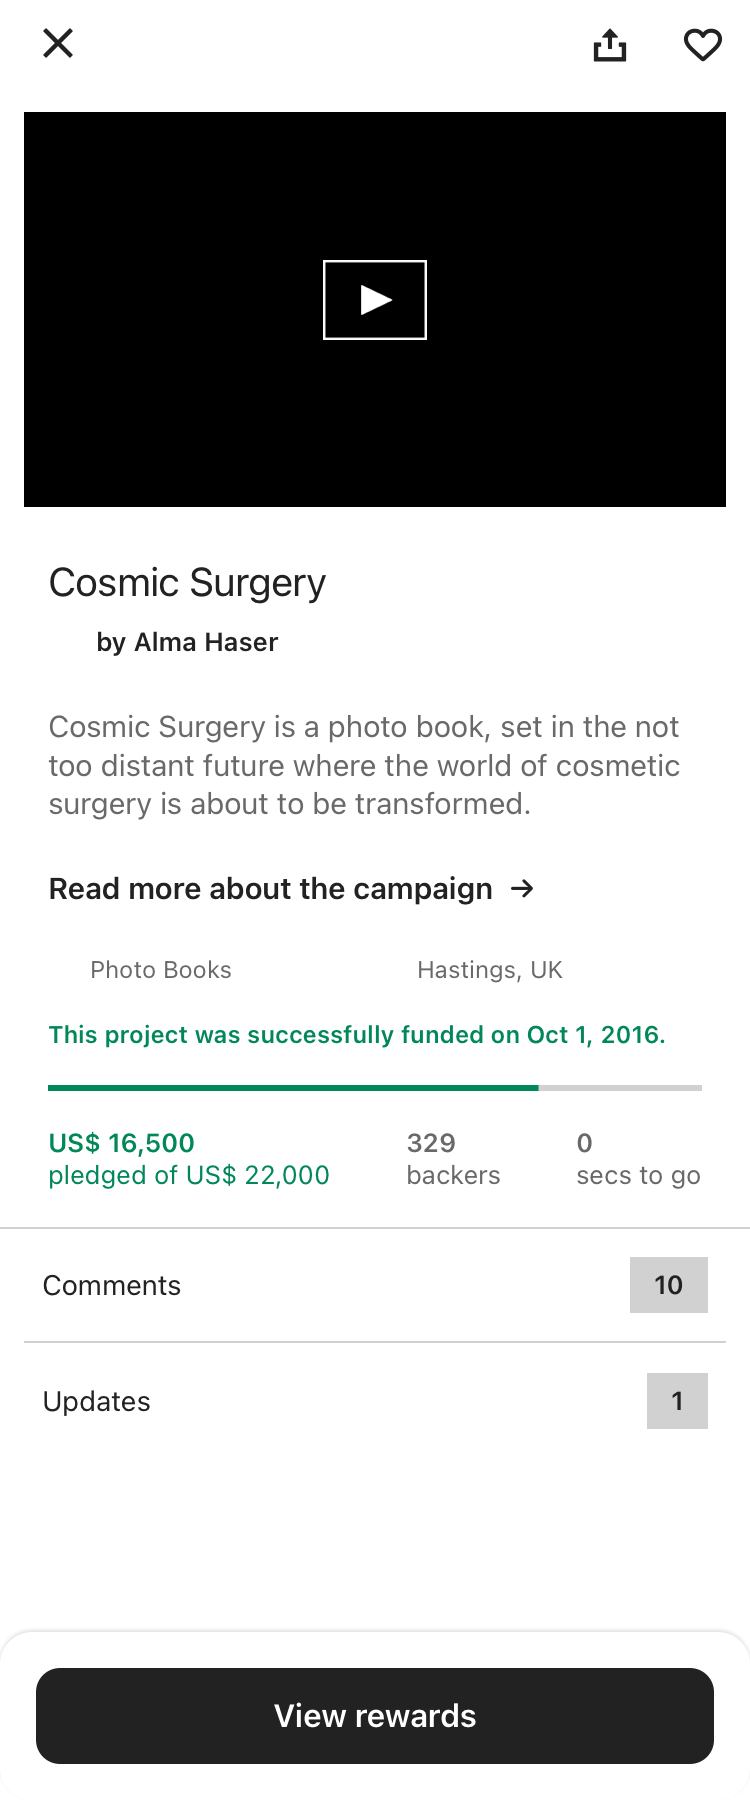 Cosmic Surgery
by Alma Haser
Cosmic Surgery is a photo book, set in the not
too distant future where the world of cosmetic
surgery is about to be transformed.
Read more about the campaign →
Photo Books
Hastings, UK
This project was successfully funded on Oct 1, 2016.
US$ 16,500
pledged of US$ 22,000
329
backers
0
secs to go
Comments
10
Updates
1
View rewards